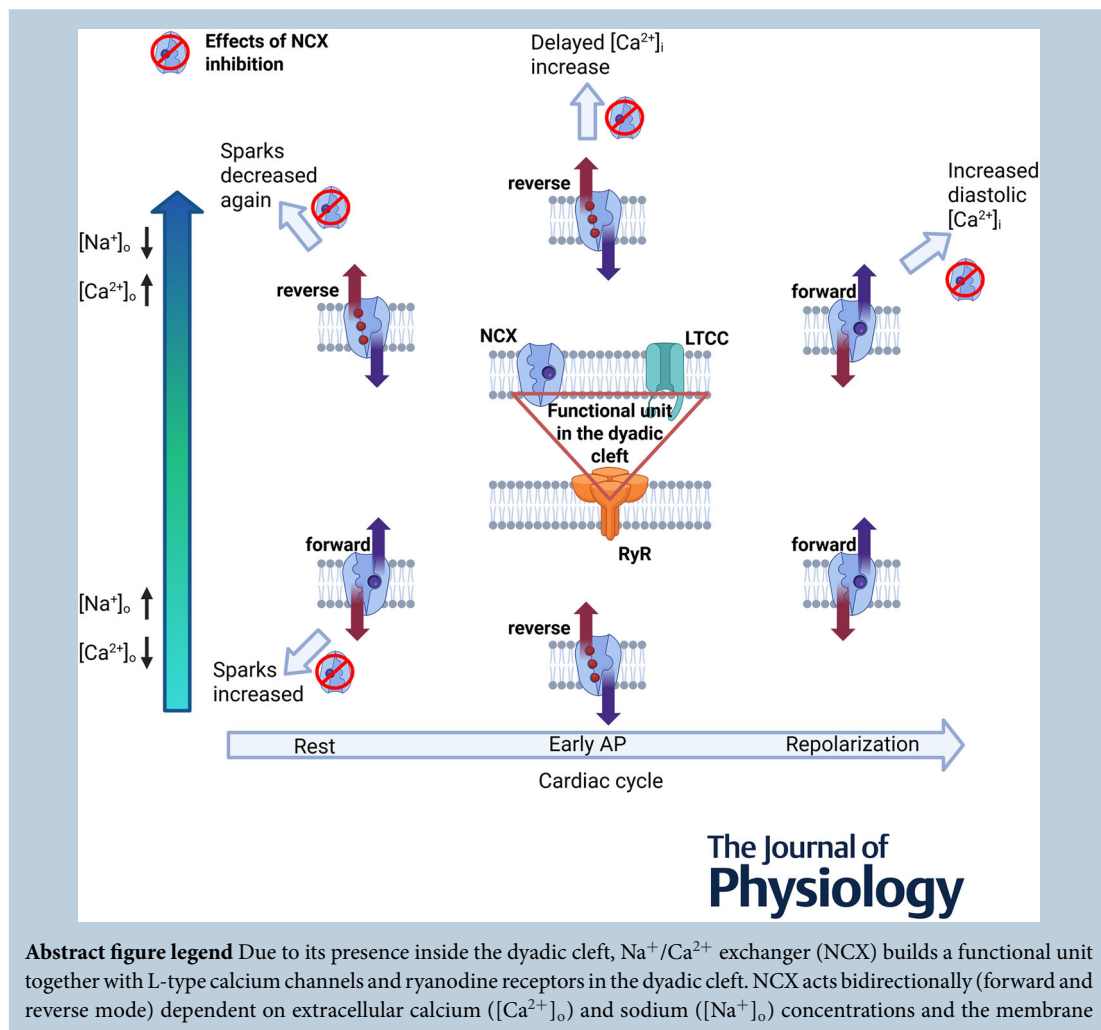 Effects of NCX
inhibition
Delayed [Ca²⁺]ᵢ
increase
Sparks
decreased
again
reverse
Increased
diastolic
[Ca²⁺]ᵢ
[Na⁺]ₒ ↓
[Ca²⁺]ₒ ↑
reverse
forward
NCX
LTCC
Functional unit
in the dyadic
cleft
RyR
forward
forward
[Na⁺]ₒ ↑
[Ca²⁺]ₒ ↓
reverse
Sparks
increased
Rest
Early AP
Repolarization
Cardiac cycle
The Journal of
Physiology
Abstract figure legend Due to its presence inside the dyadic cleft, Na⁺/Ca²⁺ exchanger (NCX) builds a functional unit
together with L-type calcium channels and ryanodine receptors in the dyadic cleft. NCX acts bidirectionally (forward and
reverse mode) dependent on extracellular calcium ([Ca²⁺]ₒ) and sodium ([Na⁺]ₒ) concentrations and the membrane